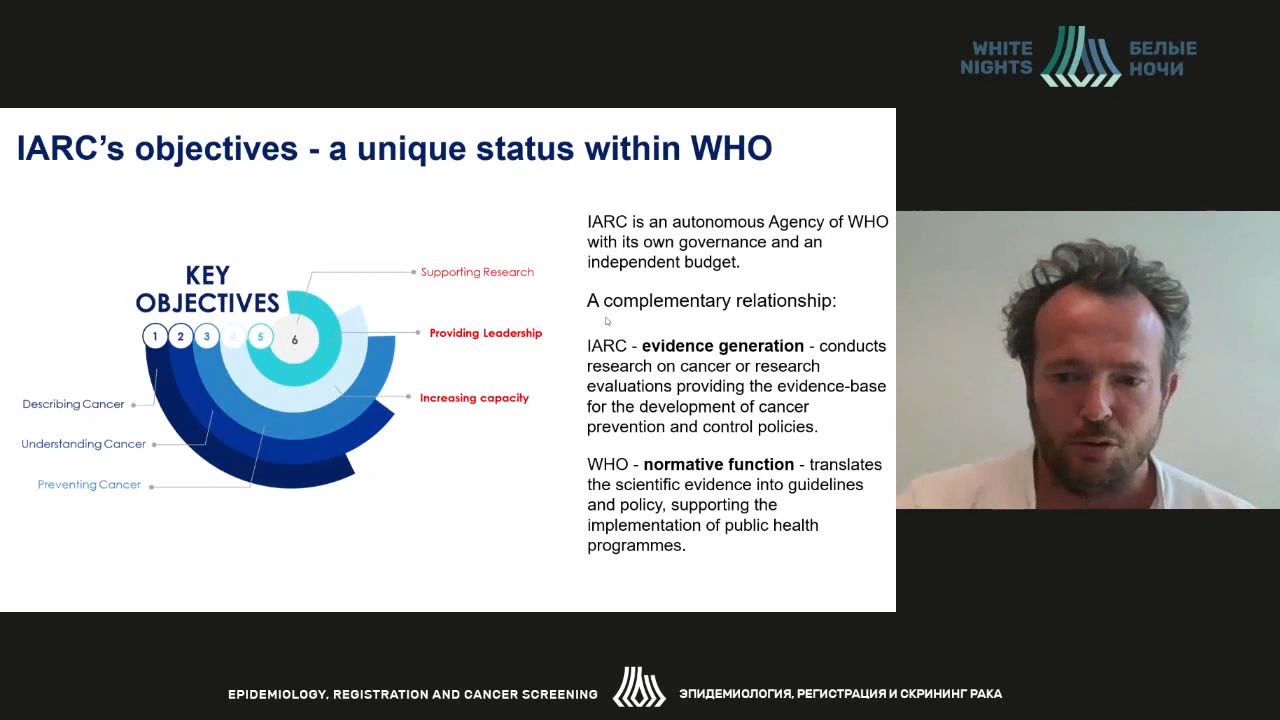 WHITE
NIGHTS
БЕЛЫЕ
НОЧИ
IARC’s objectives - a unique status within WHO
KEY
OBJECTIVES
1
2
3
4
5
6
Supporting Research
Providing Leadership
Increasing capacity
Describing Cancer
Understanding Cancer
Preventing Cancer
IARC is an autonomous Agency of WHO
with its own governance and an
independent budget.
A complementary relationship:
IARC - evidence generation - conducts
research on cancer or research
evaluations providing the evidence-base
for the development of cancer
prevention and control policies.
WHO - normative function - translates
the scientific evidence into guidelines
and policy, supporting the
implementation of public health
programmes.
EPIDEMIOLOGY, REGISTRATION AND CANCER SCREENING
ЭПИДЕМИОЛОГИЯ, РЕГИСТРАЦИЯ И СКРИНИНГ РАКА